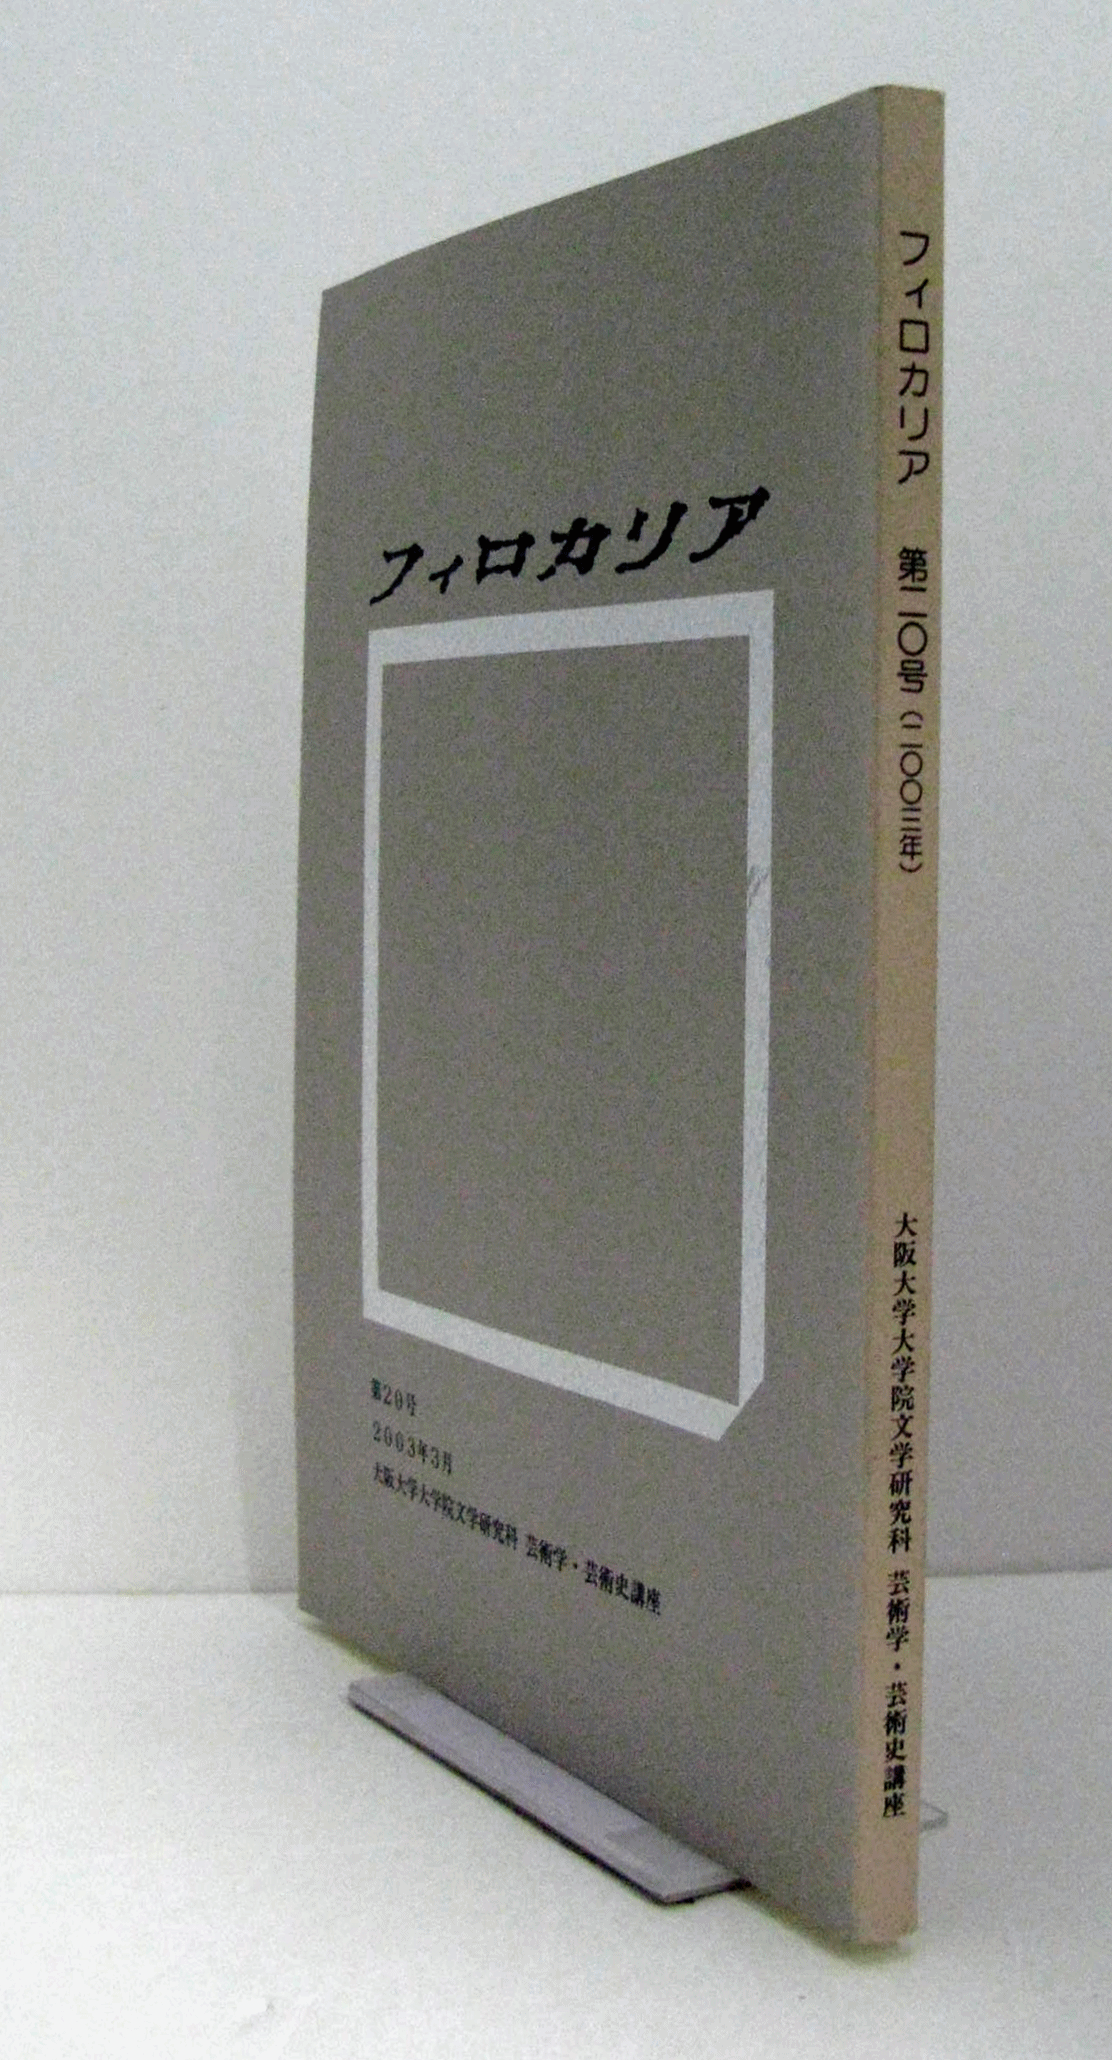 フィロカリア
第20号
2003年3月
大阪大学大学院文学研究科 芸術学・芸術史講座
フィロカリア 第二〇号（二〇〇三年） 大阪大学大学院文学研究科 芸術学・芸術史講座